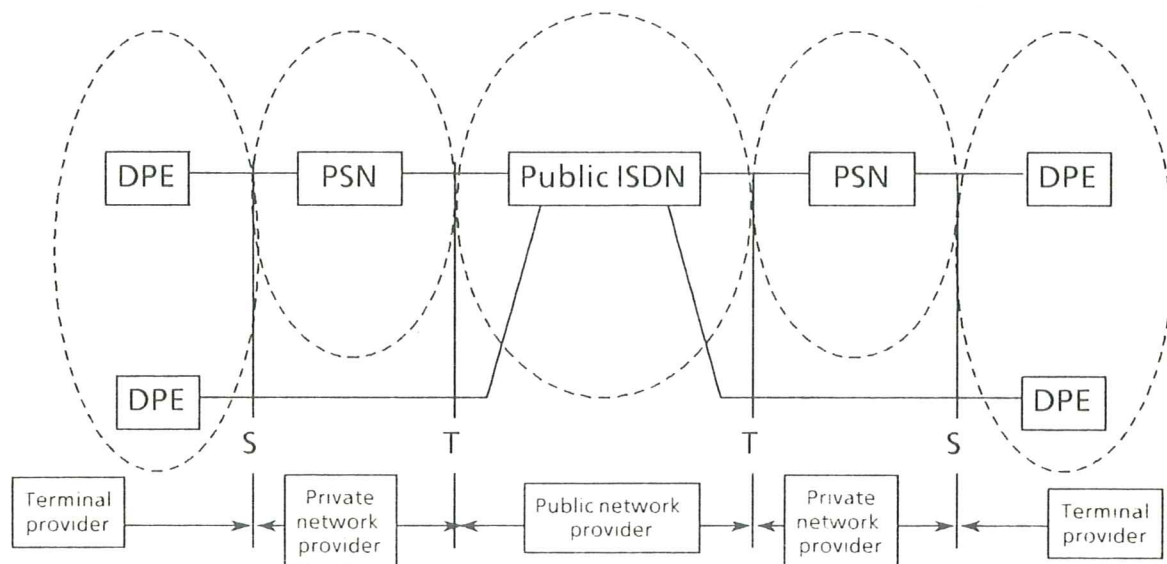 DPE PSN Public ISDN PSN DPE
DPE DPE
S T T S
Terminal
provider
Private
network
provider
Public network
provider
Private
network
provider
Terminal
provider